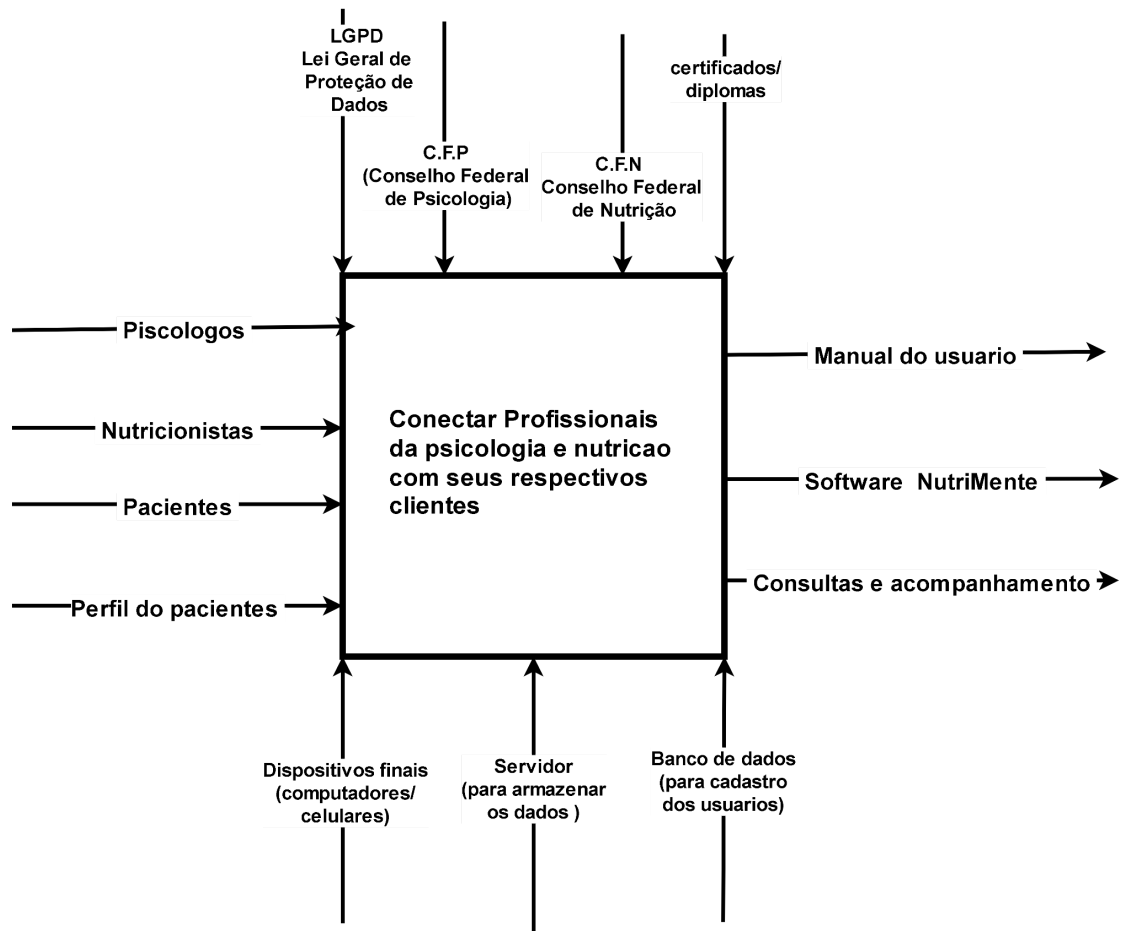 LGPD
Lei Geral de
Proteção de
Dados
C.F.P
(Conselho Federal
de Psicologia)
C.F.N
Conselho Federal
de Nutrição
certificados/
diplomas
Piscologos
Nutricionistas
Pacientes
Perfil do pacientes
Conectar Profissionais
da psicologia e nutricao
com seus respectivos
clientes
Manual do usuario
Software NutriMente
Consultas e acompanhamento
Dispositivos finais
(computadores/
celulares)
Servidor
(para armazenar
os dados )
Banco de dados
(para cadastro
dos usuarios)